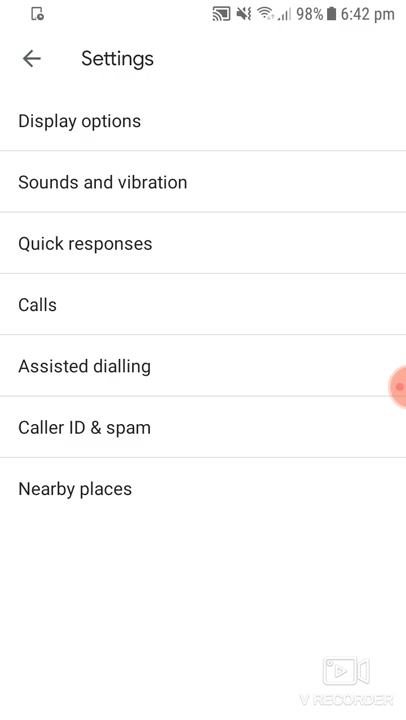 98% 6:42 pm
Settings
Display options
Sounds and vibration
Quick responses
Calls
Assisted dialling
Caller ID & spam
Nearby places
V RECORDER